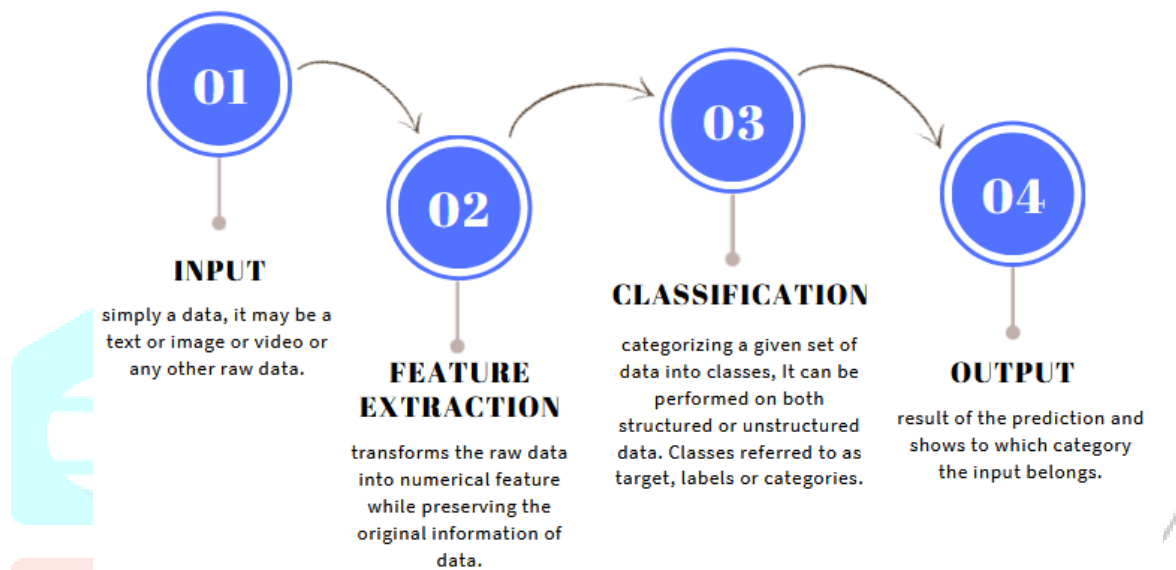 01
INPUT
simply a data, it may be a
text or image or video or
any other raw data.
02
FEATURE
EXTRACTION
transforms the raw data
into numerical feature
while preserving the
original information of
data.
03
CLASSIFICATION
categorizing a given set of
data into classes, It can be
performed on both
structured or unstructured
data. Classes referred to as
target, labels or categories.
04
OUTPUT
result of the prediction and
shows to which category
the input belongs.